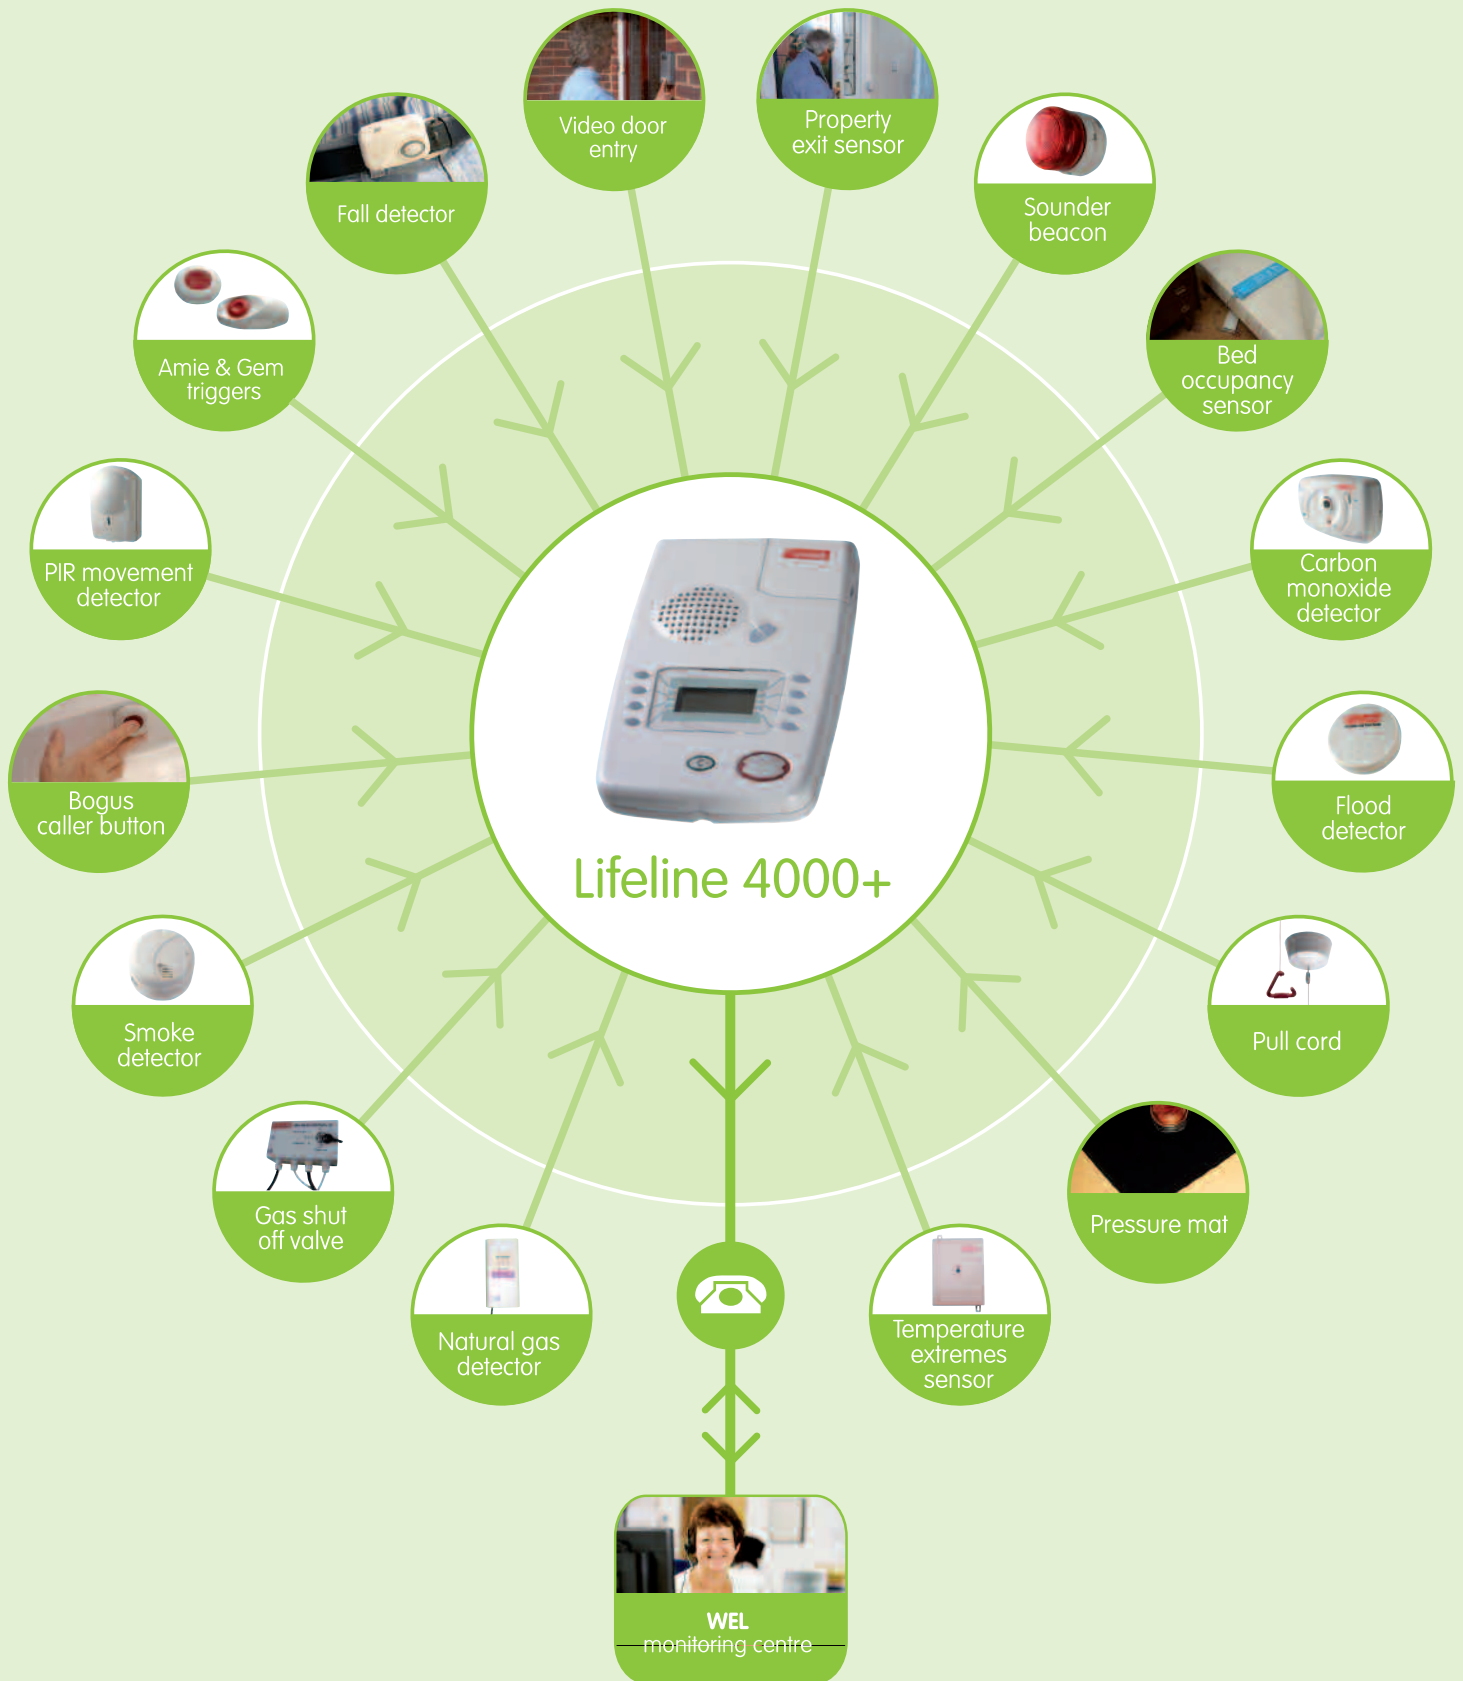 Video door
entry
Property
exit sensor
Fall detector
Sounder
beacon
Amie & Gem
triggers
Bed
occupancy
sensor
PIR movement
detector
Carbon
monoxide
detector
Bogus
caller button
Flood
detector
Lifeline 4000+
Smoke
detector
Pull cord
Gas shut
off valve
Pressure mat
Natural gas
detector
Temperature
extremes
sensor
WEL
monitoring centre